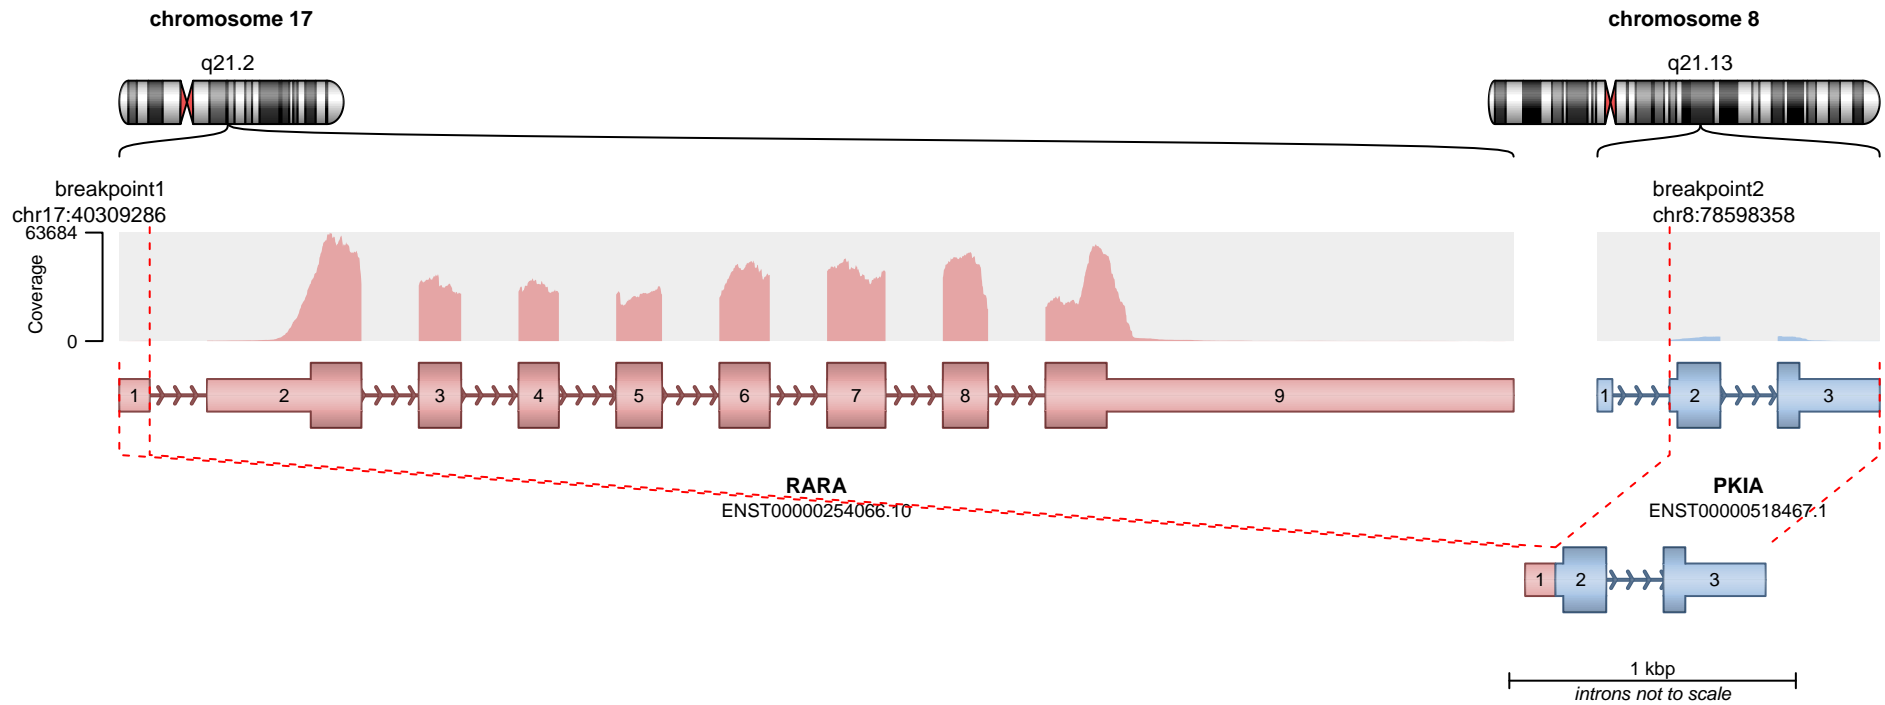 chromosome 17
chromosome 8
q21.2
q21.13
breakpoint1
chr17:40309286
breakpoint2
chr8:78598358
63684
Coverage
0
1 2 3 4 5 6 7 8 9
1 2 3
RARA
ENST00000254066.10
PKIA
ENST00000518467.1
1 2 3
1 kbp
introns not to scale